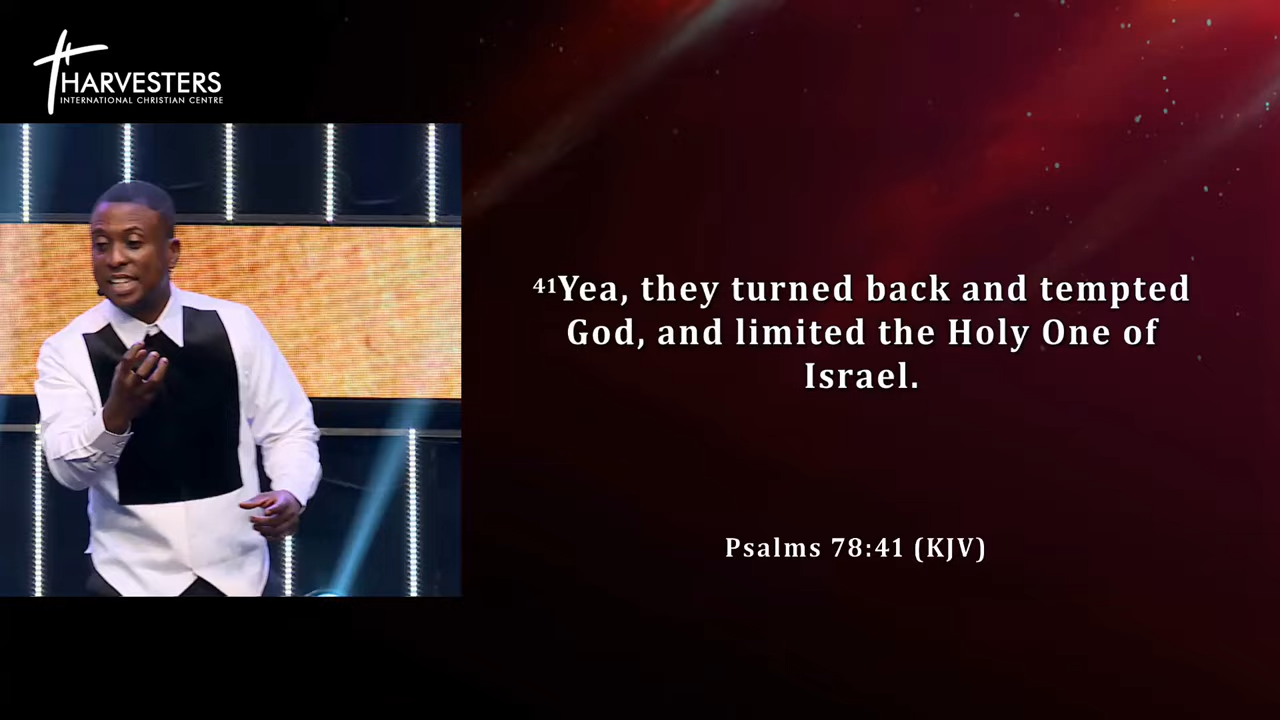 HARVESTERS
INTERNATIONAL CHRISTIAN CENTRE
⁴¹Yea, they turned back and tempted
God, and limited the Holy One of
Israel.
Psalms 78:41 (KJV)